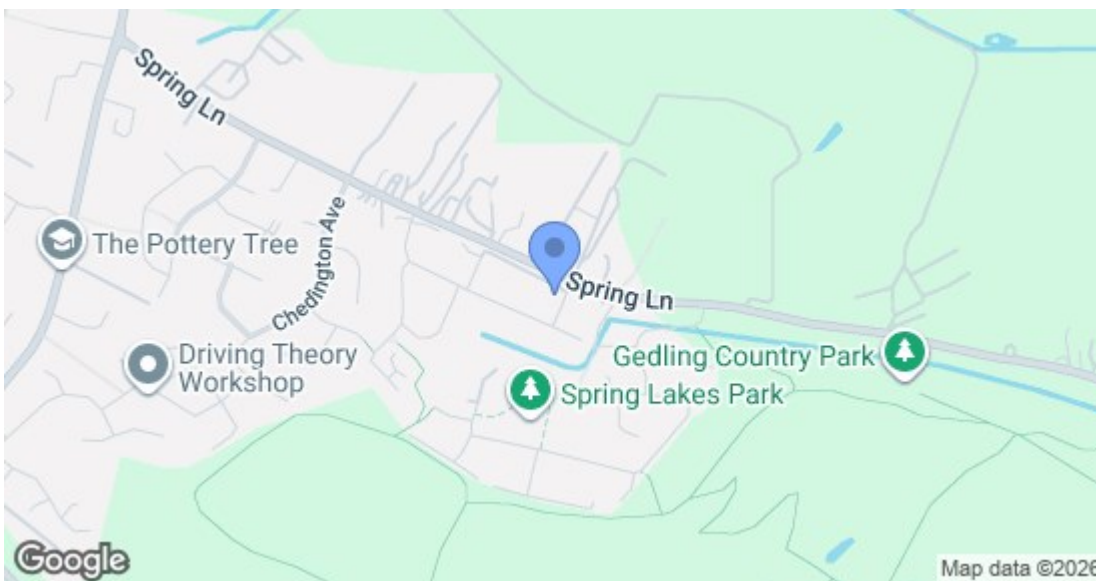 Spring Ln
The Pottery Tree
Chedington Ave
Spring Ln
Driving Theory
Workshop
Gedling Country Park
Spring Lakes Park
Google
Map data ©2026